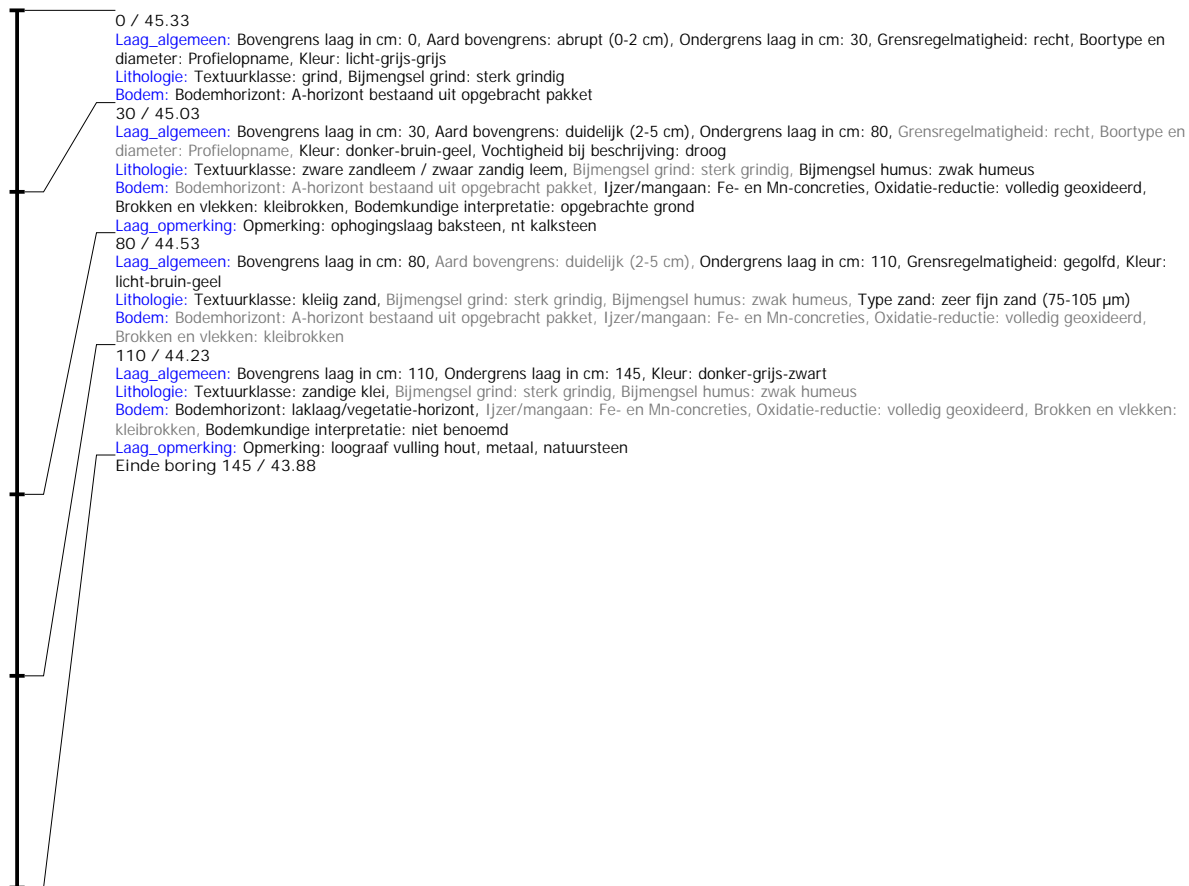 0 / 45.33
Laag_algemeen: Bovengrens laag in cm: 0, Aard bovengrens: abrupt (0-2 cm), Ondergrens laag in cm: 30, Grensregelmatigheid: recht, Boortype en
diameter: Profielopname, Kleur: licht-grijs-grijs
Lithologie: Textuurklasse: grind, Bijmengsel grind: sterk grindig
Bodem: Bodemhorizont: A-horizont bestaand uit opgebracht pakket
30 / 45.03
Laag_algemeen: Bovengrens laag in cm: 30, Aard bovengrens: duidelijk (2-5 cm), Ondergrens laag in cm: 80, Grensregelmatigheid: recht, Boortype en
diameter: Profielopname, Kleur: donker-bruin-geel, Vochtigheid bij beschrijving: droog
Lithologie: Textuurklasse: zware zandleem / zwaar zandig leem, Bijmengsel grind: sterk grindig, Bijmengsel humus: zwak humeus
Bodem: Bodemhorizont: A-horizont bestaand uit opgebracht pakket, Ijzer/mangaan: Fe- en Mn-concreties, Oxidatie-reductie: volledig geoxideerd,
Brokken en vlekken: kleibrokken, Bodemkundige interpretatie: opgebrachte grond
Laag_opmerking: Opmerking: ophogingslaag baksteen, nt kalksteen
80 / 44.53
Laag_algemeen: Bovengrens laag in cm: 80, Aard bovengrens: duidelijk (2-5 cm), Ondergrens laag in cm: 110, Grensregelmatigheid: gegolfd, Kleur:
licht-bruin-geel
Lithologie: Textuurklasse: kleiig zand, Bijmengsel grind: sterk grindig, Bijmengsel humus: zwak humeus, Type zand: zeer fijn zand (75-105 µm)
Bodem: Bodemhorizont: A-horizont bestaand uit opgebracht pakket, Ijzer/mangaan: Fe- en Mn-concreties, Oxidatie-reductie: volledig geoxideerd,
Brokken en vlekken: kleibrokken
110 / 44.23
Laag_algemeen: Bovengrens laag in cm: 110, Ondergrens laag in cm: 145, Kleur: donker-grijs-zwart
Lithologie: Textuurklasse: zandige klei, Bijmengsel grind: sterk grindig, Bijmengsel humus: zwak humeus
Bodem: Bodemhorizont: laklaag/vegetatie-horizont, Ijzer/mangaan: Fe- en Mn-concreties, Oxidatie-reductie: volledig geoxideerd, Brokken en vlekken:
kleibrokken, Bodemkundige interpretatie: niet benoemd
Laag_opmerking: Opmerking: loograaf vulling hout, metaal, natuursteen
Einde boring 145 / 43.88